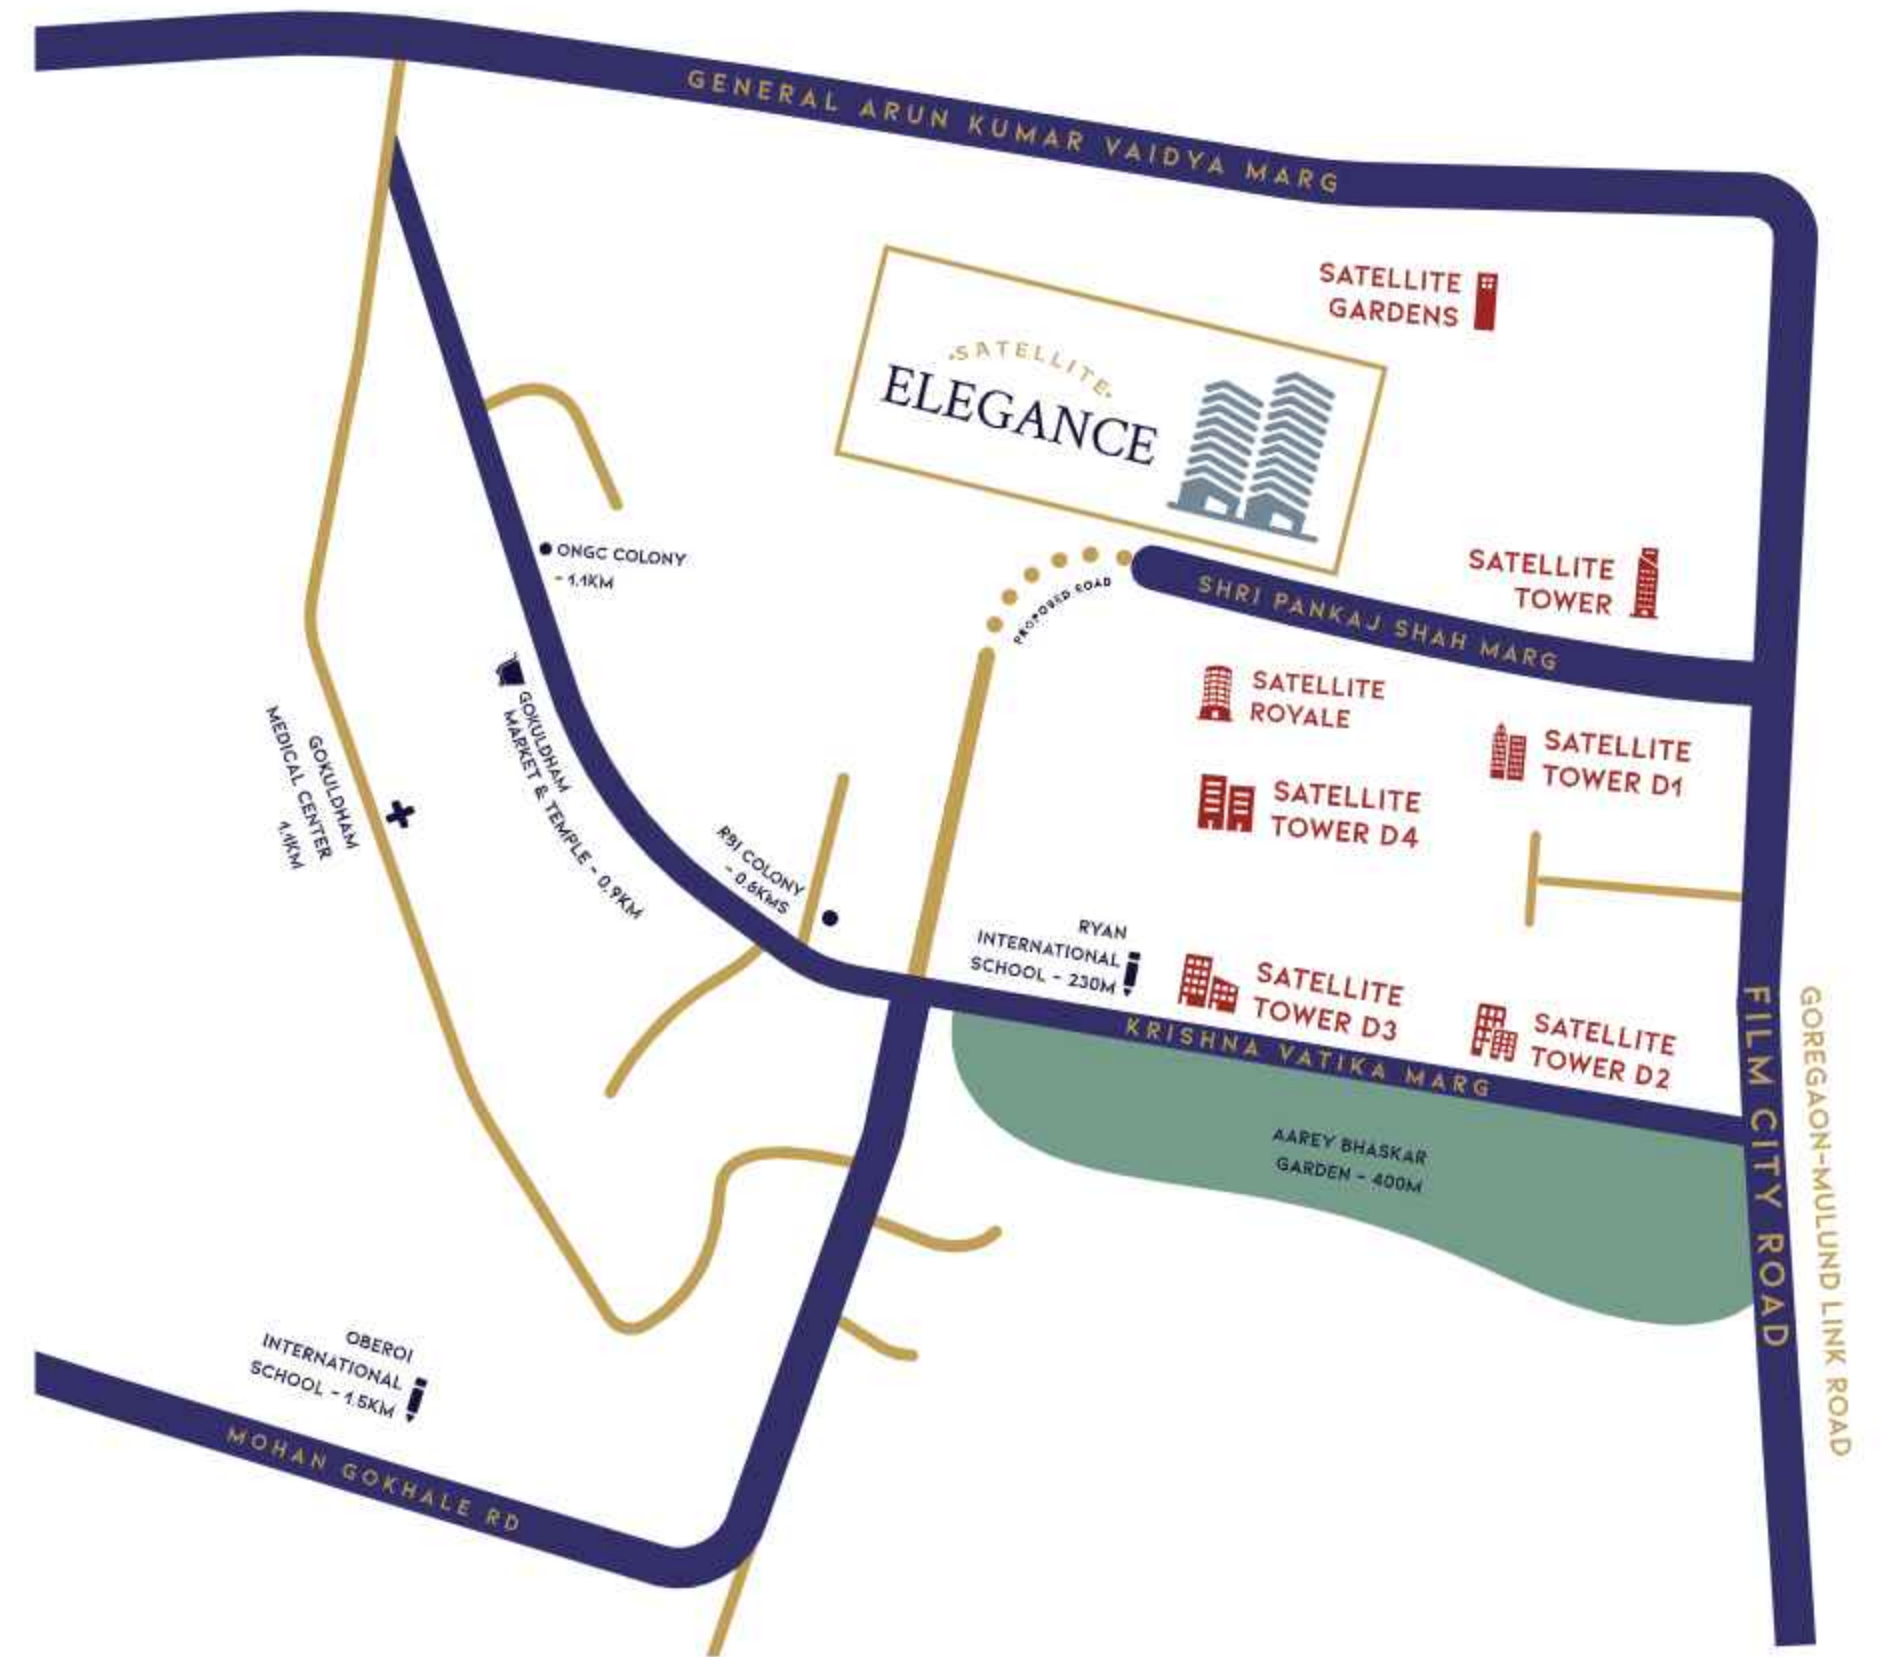 GENERAL ARUN KUMAR VAIDYA MARG
SATELLITE
GARDENS
·SATELLITE·
ELEGANCE
ONGC COLONY
- 1.1KM
SATELLITE
TOWER
PROPOSED ROAD
SHRI PANKAJ SHAH MARG
SATELLITE
ROYALE
SATELLITE
TOWER D1
GOKULDHAM
MEDICAL CENTER
1.1KM
GOKULDHAM
MARKET & TEMPLE - 0.9KM
SATELLITE
TOWER D4
RBI COLONY
- 0.6KMS
RYAN
INTERNATIONAL
SCHOOL - 230M
SATELLITE
TOWER D3
SATELLITE
TOWER D2
KRISHNA VATIKA MARG
FILM CITY ROAD
GOREGAON-MULUND LINK ROAD
AAREY BHASKAR
GARDEN - 400M
OBEROI
INTERNATIONAL
SCHOOL - 1.5KM
MOHAN GOKHALE RD